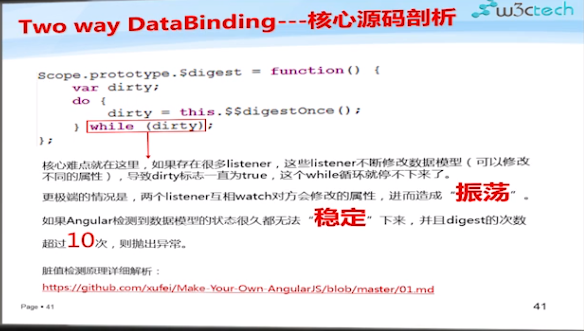 Two way DataBinding---核心源码剖析
w3ctech
Scope.prototype.$digest = function() {
var dirty;
do {
dirty = this.$$digestOnce();
} while (dirty);
};
核心难点就在这里，如果存在很多listener，这些listener不断修改数据模型（可以修改
不同的属性），导致dirty标志一直为true，这个while循环就停不下来了。
更极端的情况是，两个listener互相watch对方会修改的属性，进而造成“振荡”。
如果Angular检测到数据模型的状态很久都无法“稳定”下来，并且digest的次数
超过10次，则抛出异常。
脏值检测原理详细解析：
https://github.com/xufei/Make-Your-Own-AngularJS/blob/master/01.md
Page • 41
41